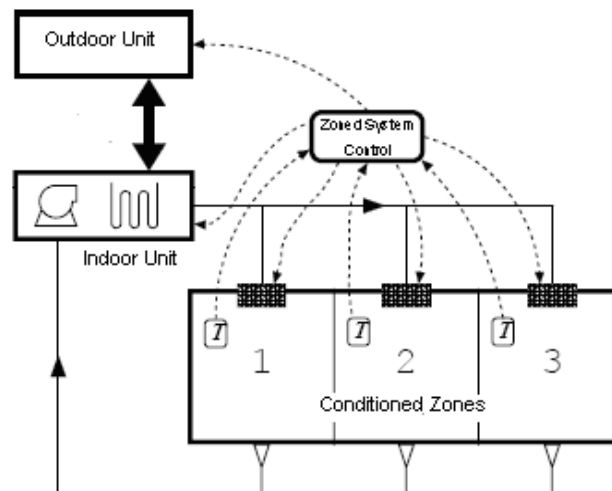 Outdoor Unit
Zoned System
Control
Indoor Unit
T
T
T
1
2
3
Conditioned Zones